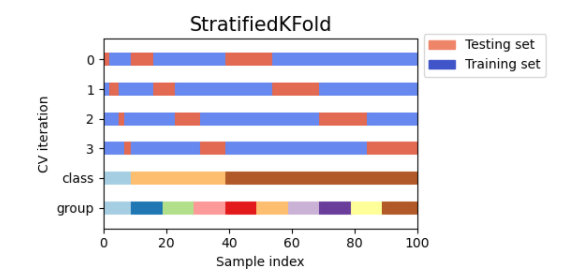 StratifiedKFold
Testing set
Training set
CV iteration
0
1
2
3
class
group
0 20 40 60 80 100
Sample index